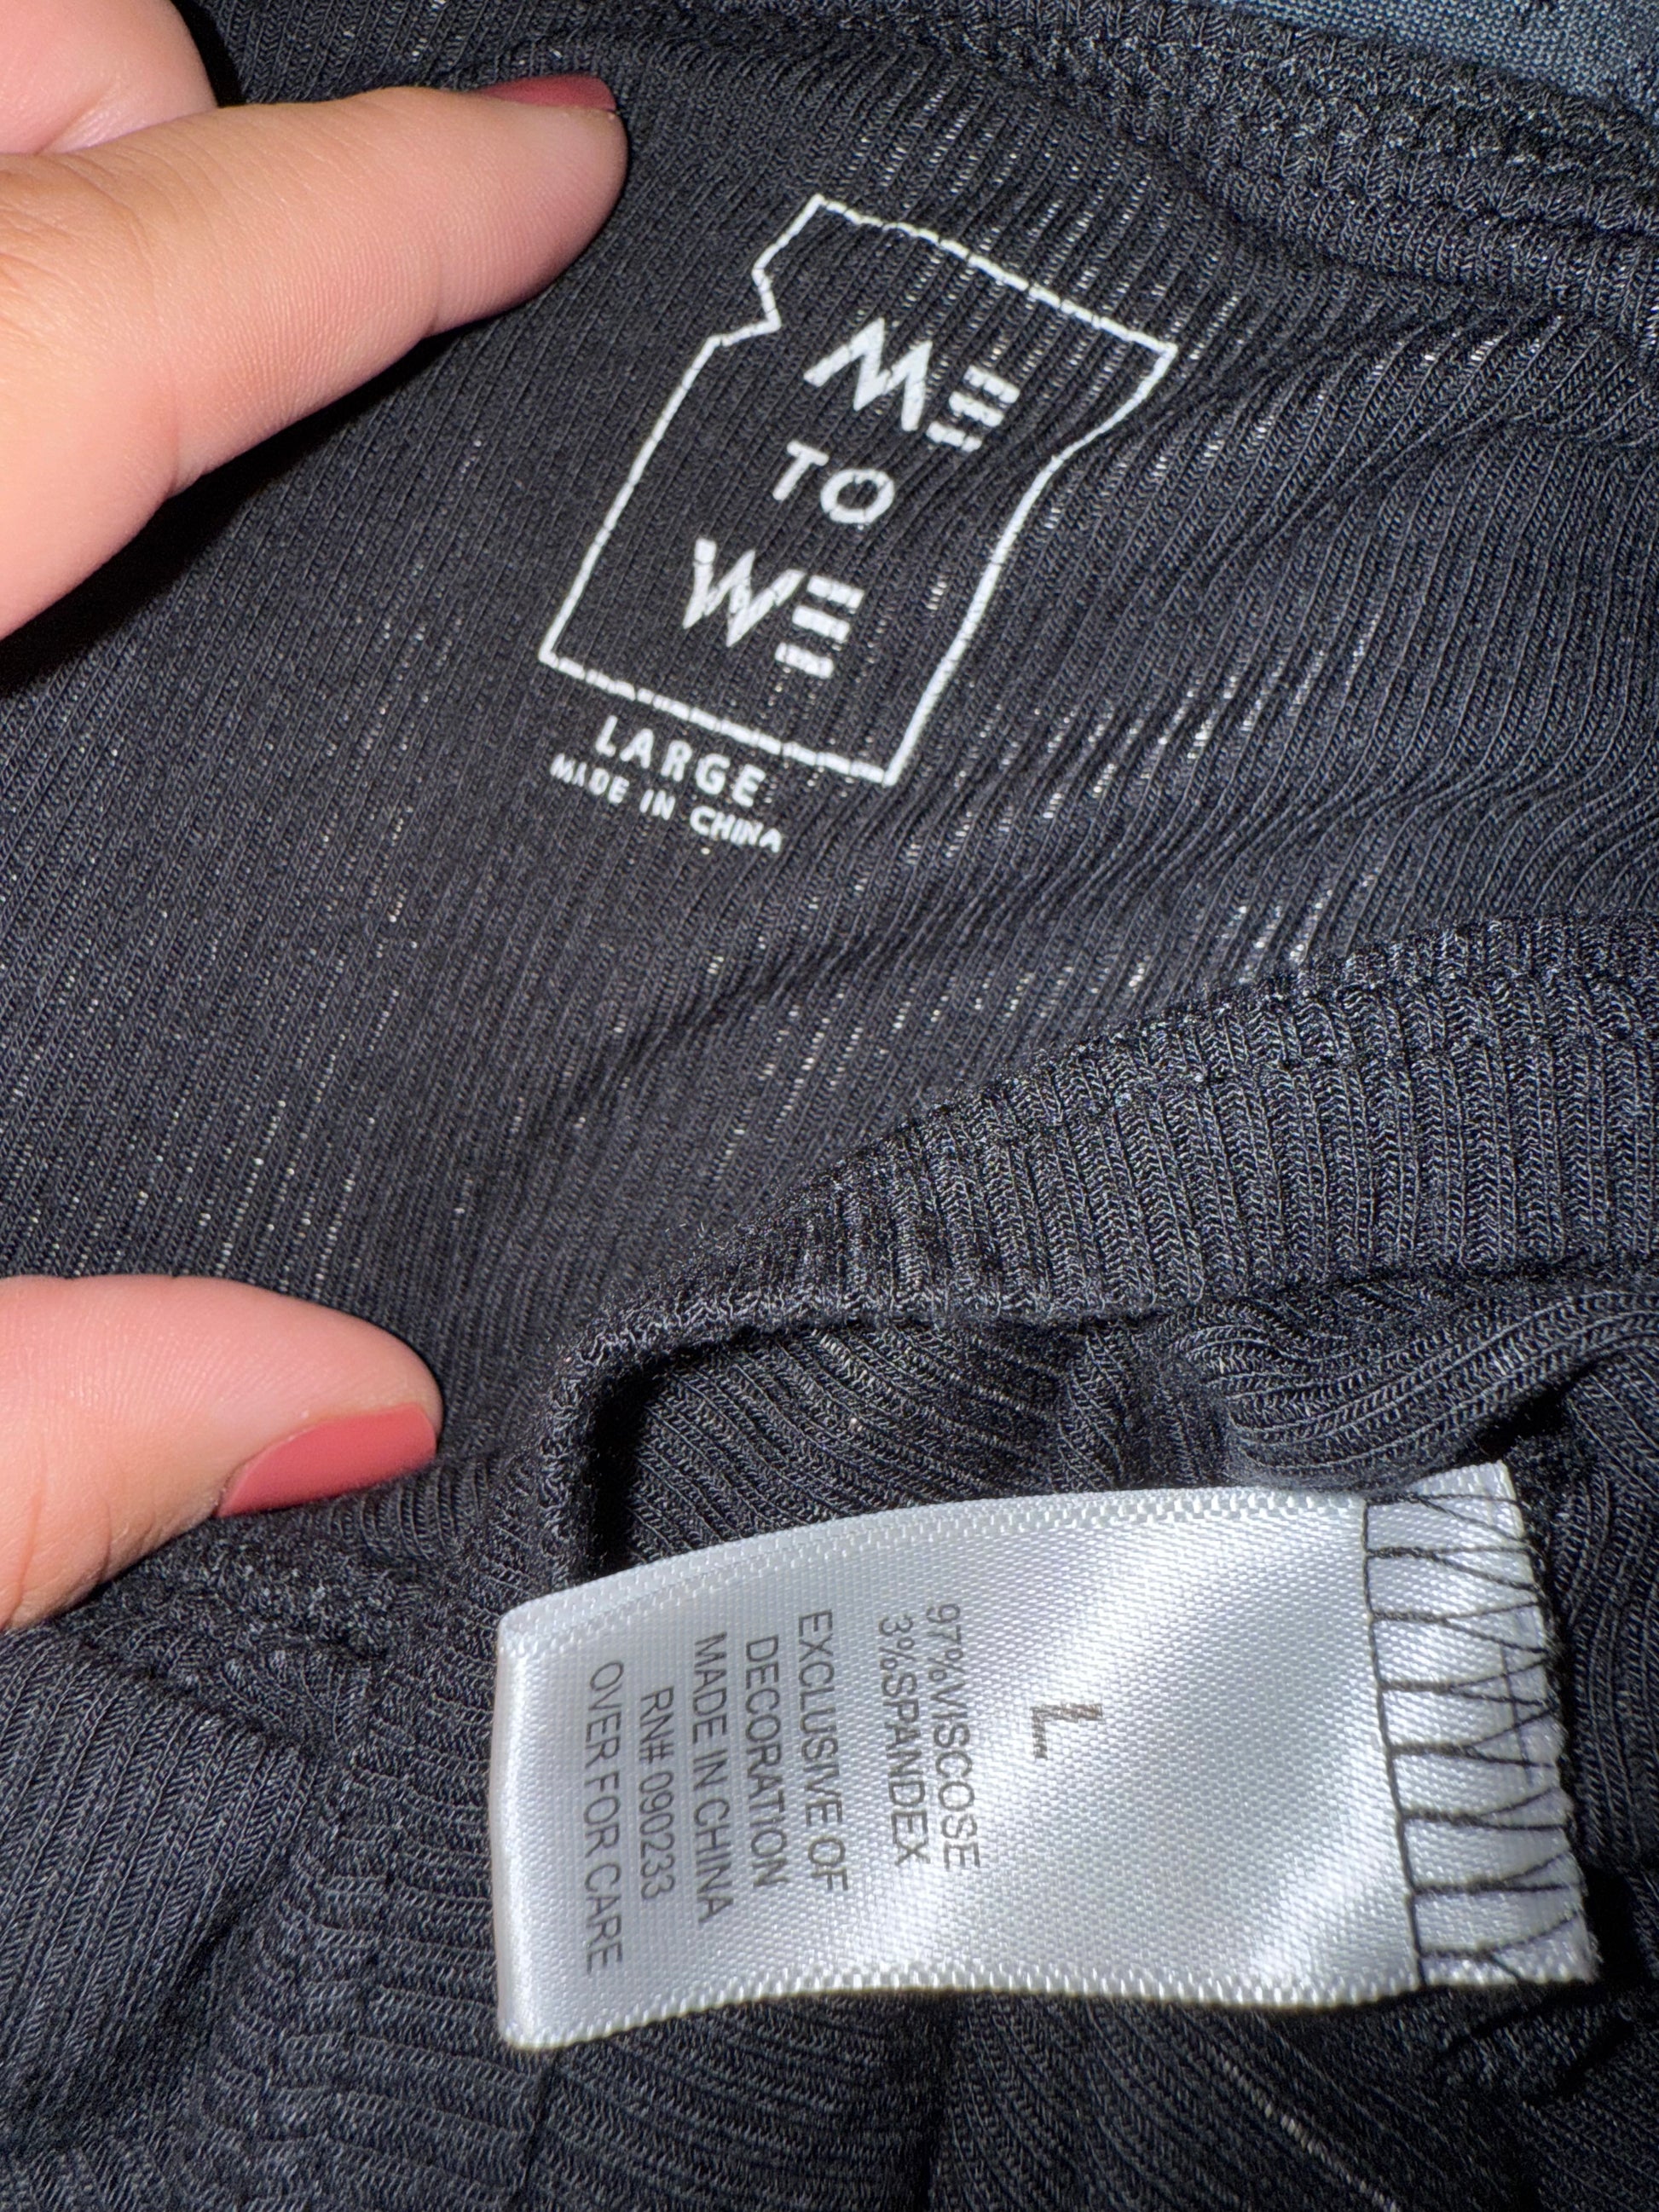 ME
TO
WE
LARGE
MADE IN CHINA
L
97%VISCOSE
3%SPANDEX
EXCLUSIVE OF
DECORATION
MADE IN CHINA
RN# 090233
OVER FOR CARE